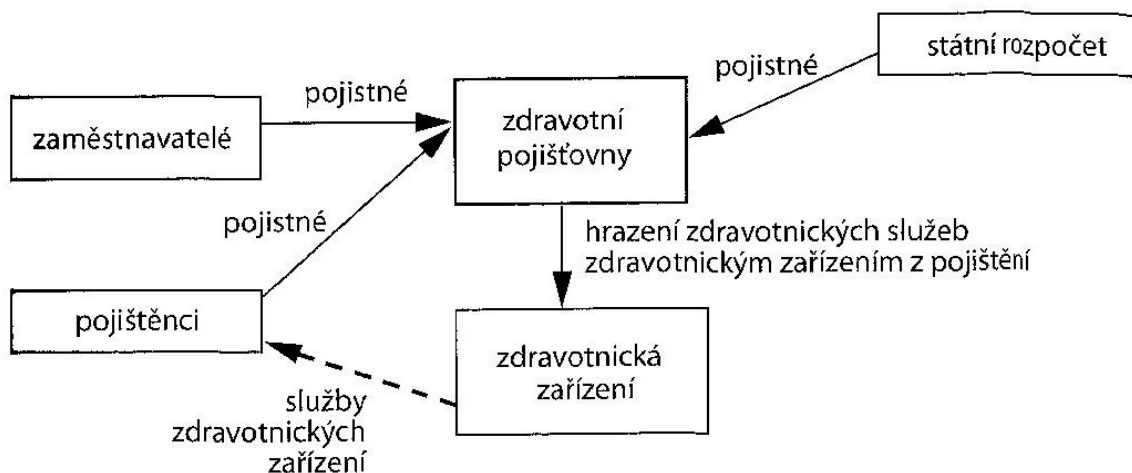 státní rozpočet
pojistné
pojistné
zaměstnavatelé
zdravotní
pojišťovny
pojistné
hrazení zdravotnických služeb
zdravotnickým zařízením z pojištění
pojištěnci
zdravotnická
zařízení
služby
zdravotnických
zařízení